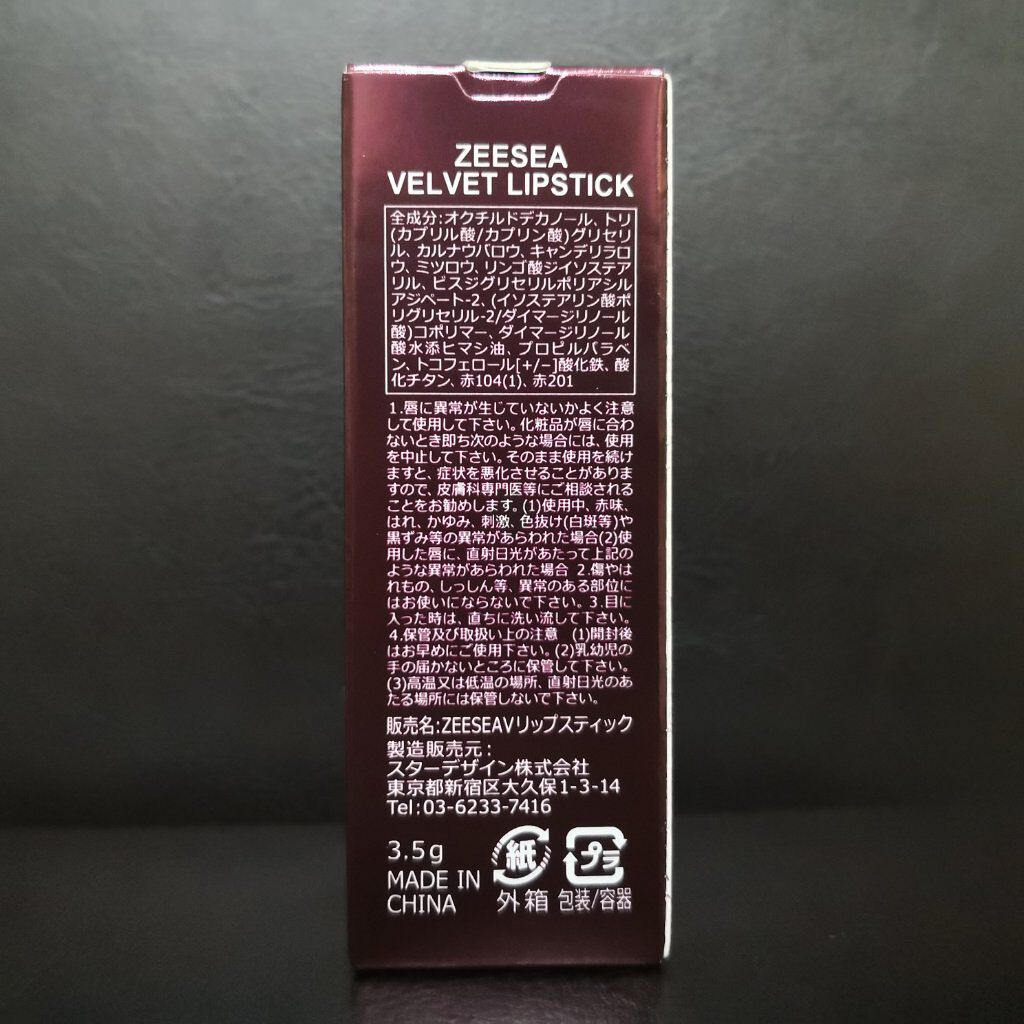 ZEESEA
VELVET LIPSTICK
全成分:オクチルドデカノール、トリ
(カプリル酸/カプリン酸)グリセリ
ル、カルナウバロウ、キャンデリラロ
ウ、ミツロウ、リンゴ酸ジイソステア
リル、ビスジグリセリルポリアシル
アジペート-2、(イソステアリン酸ポ
リグリセリル-2/ダイマージリノール
酸)コポリマー、ダイマージリノール
酸水添ヒマシ油、プロピルパラベ
ン、トコフェロール[+/−]酸化鉄、酸
化チタン、赤104(1)、赤201
1.唇に異常が生じていないかよく注意
して使用して下さい。化粧品が唇に合わ
ないとき即ち次のような場合には、使用
を中止して下さい。そのまま使用を続け
ますと、症状を悪化させることがありま
すので、皮膚科専門医等にご相談される
ことをお勧めします。(1)使用中、赤味、
はれ、かゆみ、刺激、色抜け(白斑等)や
黒ずみ等の異常があらわれた場合(2)使
用した唇に、直射日光があたって上記の
ような異常があらわれた場合 2.傷やは
れもの、しっしん等、異常のある部位に
はお使いにならないで下さい。3.目に
入った時は、直ちに洗い流して下さい。
4.保管及び取扱い上の注意 (1)開封後
はお早めにご使用下さい。(2)乳幼児の
手の届かないところに保管して下さい。
(3)高温又は低温の場所、直射日光のあ
たる場所には保管しないで下さい。
販売名:ZEESEAVリップスティック
製造販売元:
スターデザイン株式会社
東京都新宿区大久保1-3-14
Tel:03-6233-7416
3.5g
MADE IN
CHINA
紙
外箱
プラ
包装/容器